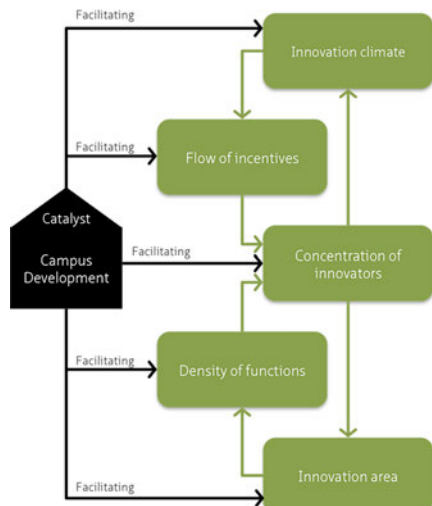 Facilitating
Innovation climate
Facilitating
Flow of incentives
Catalyst
Campus
Development
Facilitating
Concentration of
innovators
Facilitating
Density of functions
Innovation area
Facilitating